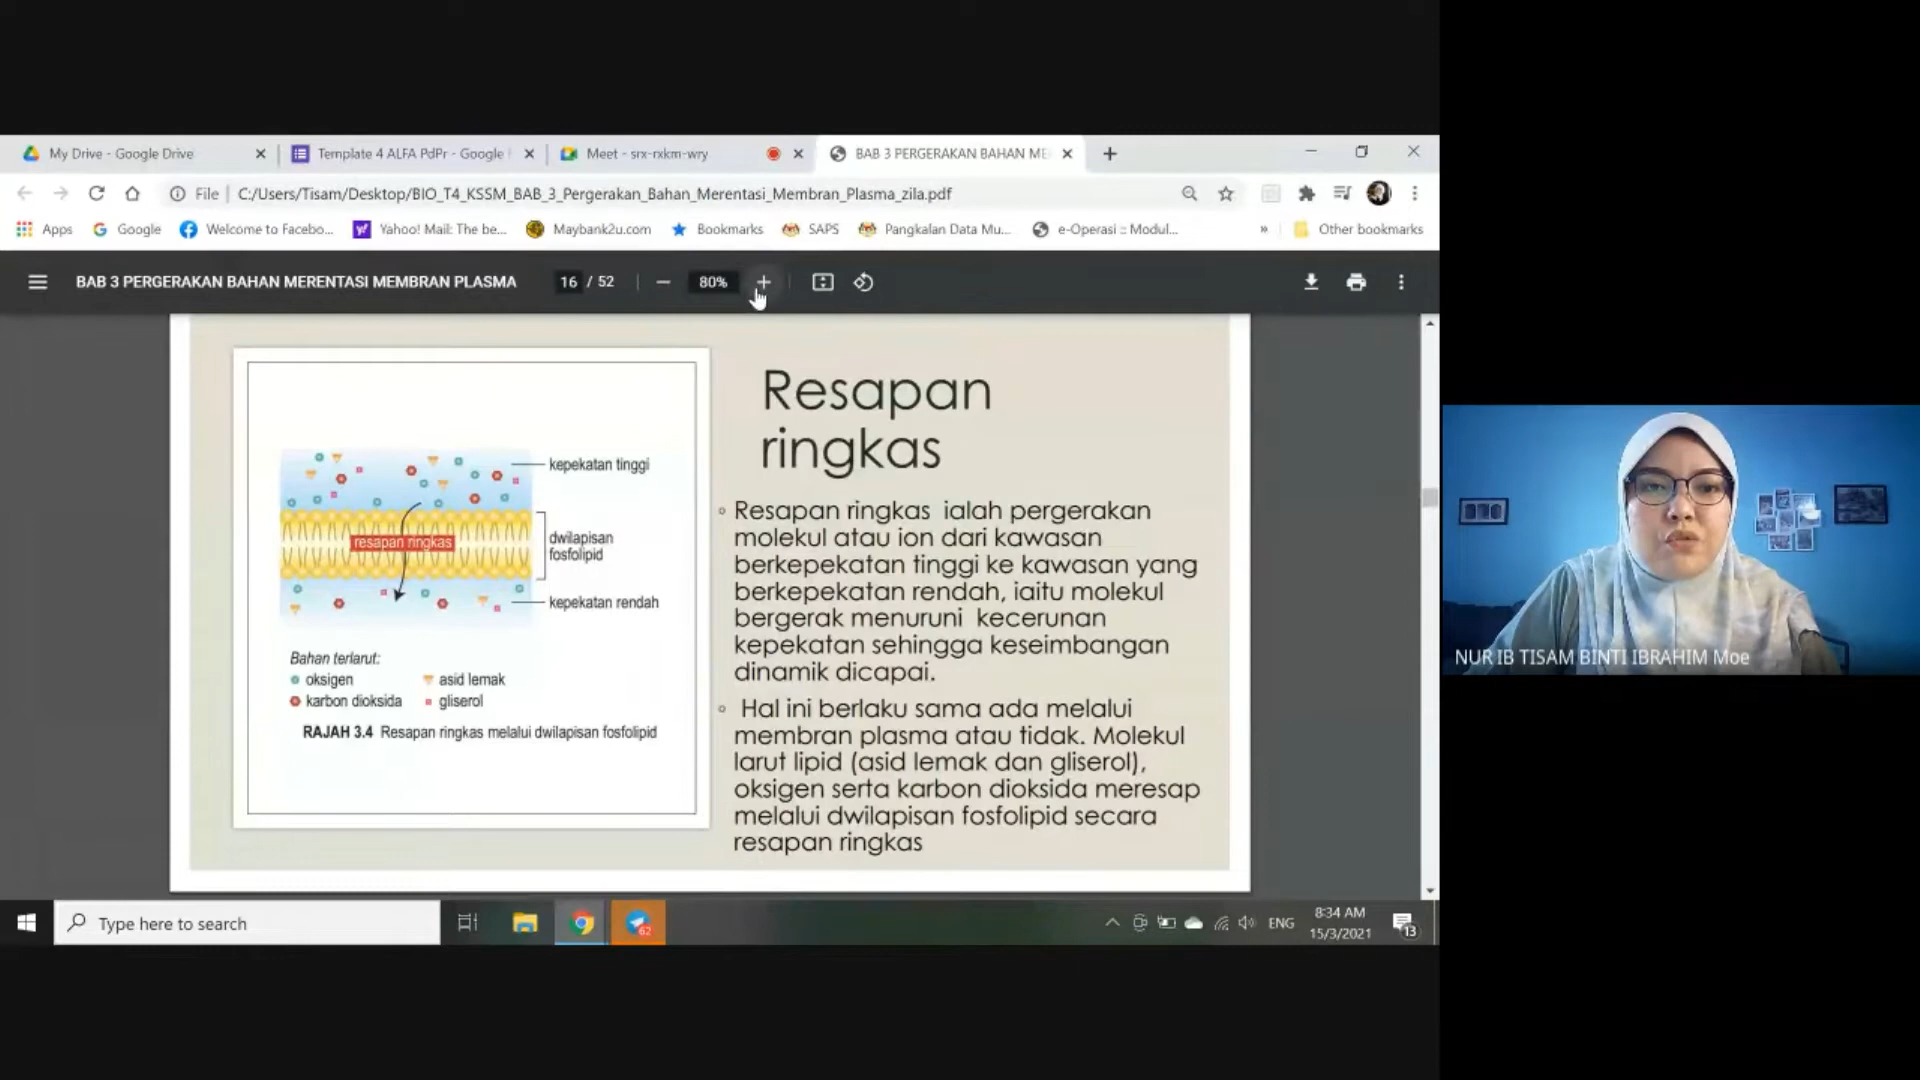 My Drive - Google Drive
Template 4 ALFA PdPr - Google
Meet - srx-rxkm-wry
BAB 3 PERGERAKAN BAHAN ME
File
C:/Users/Tisam/Desktop/BIO_T4_KSSM_BAB_3_Pergerakan_Bahan_Merentasi_Membran_Plasma_zila.pdf
Apps
Google
Welcome to Facebo...
Yahoo! Mail: The be...
Maybank2u.com
Bookmarks
SAPS
Pangkalan Data Mu...
e-Operasi :: Modul...
»
Other bookmarks
BAB 3 PERGERAKAN BAHAN MERENTASI MEMBRAN PLASMA
16 / 52
80%
kepekatan tinggi
resapan ringkas
dwilapisan
fosfolipid
kepekatan rendah
Bahan terlarut:
oksigen
asid lemak
karbon dioksida
gliserol
RAJAH 3.4 Resapan ringkas melalui dwilapisan fosfolipid
Resapan
ringkas
Resapan ringkas ialah pergerakan
molekul atau ion dari kawasan
berkepekatan tinggi ke kawasan yang
berkepekatan rendah, iaitu molekul
bergerak menuruni kecerunan
kepekatan sehingga keseimbangan
dinamik dicapai.
Hal ini berlaku sama ada melalui
membran plasma atau tidak. Molekul
larut lipid (asid lemak dan gliserol),
oksigen serta karbon dioksida meresap
melalui dwilapisan fosfolipid secara
resapan ringkas
NUR IB TISAM BINTI IBRAHIM Moe
Type here to search
62
ENG
8:34 AM
15/3/2021
13